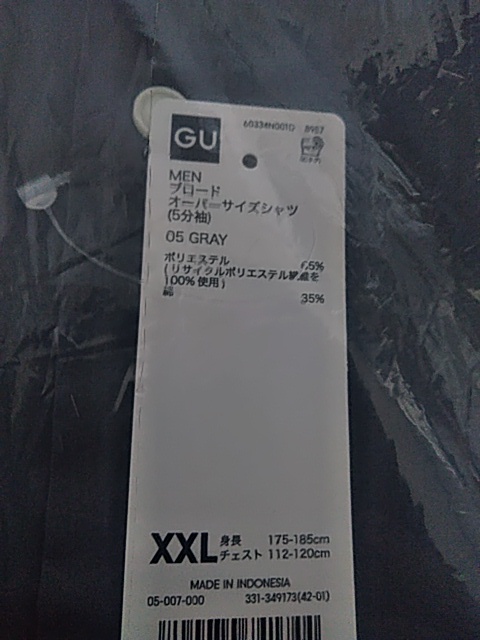 GU
MEN
ブロード
オーバーサイズシャツ
(5分袖)
05 GRAY
ポリエステル 65%
(リサイクルポリエステル繊維を
100%使用)
綿 35%
XXL
身長 175-185cm
チェスト 112-120cm
MADE IN INDONESIA
05-007-000 331-349173(42-01)